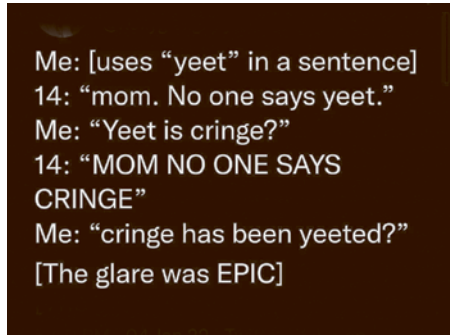 Me: [uses “yeet” in a sentence]
14: “mom. No one says yeet.”
Me: “Yeet is cringe?”
14: “MOM NO ONE SAYS
CRINGE”
Me: “cringe has been yeeted?”
[The glare was EPIC]